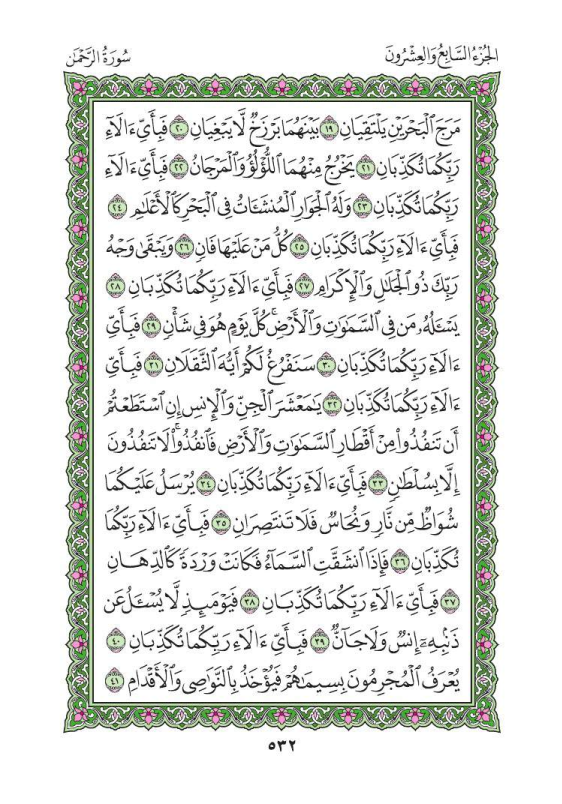 الجُزْءُ السَّابِعُ وَالعِشْرُونَ
سُورَةُ الرَّحْمٰن
مَرَجَ ٱلْبَحْرَيْنِ يَلْتَقِيَانِ ١٩ بَيْنَهُمَا بَرْزَخٌ لَّا يَبْغِيَانِ ٢٠ فَبِأَيِّ ءَالَآءِ
رَبِّكُمَا تُكَذِّبَانِ ٢١ يَخْرُجُ مِنْهُمَا ٱللُّؤْلُؤُ وَٱلْمَرْجَانُ ٢٢ فَبِأَيِّ ءَالَآءِ
رَبِّكُمَا تُكَذِّبَانِ ٢٣ وَلَهُ ٱلْجَوَارِ ٱلْمُنشَـَٔاتُ فِى ٱلْبَحْرِ كَٱلْأَعْلَٰمِ ٢٤
فَبِأَيِّ ءَالَآءِ رَبِّكُمَا تُكَذِّبَانِ ٢٥ كُلُّ مَنْ عَلَيْهَا فَانٍ ٢٦ وَيَبْقَىٰ وَجْهُ
رَبِّكَ ذُو ٱلْجَلَٰلِ وَٱلْإِكْرَامِ ٢٧ فَبِأَيِّ ءَالَآءِ رَبِّكُمَا تُكَذِّبَانِ ٢٨
يَسْـَٔلُهُۥ مَن فِى ٱلسَّمَٰوَٰتِ وَٱلْأَرْضِ ۚ كُلَّ يَوْمٍ هُوَ فِى شَأْنٍ ٢٩ فَبِأَيِّ
ءَالَآءِ رَبِّكُمَا تُكَذِّبَانِ ٣٠ سَنَفْرُغُ لَكُمْ أَيُّهَ ٱلثَّقَلَانِ ٣١ فَبِأَيِّ
ءَالَآءِ رَبِّكُمَا تُكَذِّبَانِ ٣٢ يَٰمَعْشَرَ ٱلْجِنِّ وَٱلْإِنسِ إِنِ ٱسْتَطَعْتُمْ
أَن تَنفُذُوا۟ مِنْ أَقْطَارِ ٱلسَّمَٰوَٰتِ وَٱلْأَرْضِ فَٱنفُذُوا۟ ۚ لَا تَنفُذُونَ
إِلَّا بِسُلْطَٰنٍ ٣٣ فَبِأَيِّ ءَالَآءِ رَبِّكُمَا تُكَذِّبَانِ ٣٤ يُرْسَلُ عَلَيْكُمَا
شُوَاظٌ مِّن نَّارٍ وَنُحَاسٌ فَلَا تَنتَصِرَانِ ٣٥ فَبِأَيِّ ءَالَآءِ رَبِّكُمَا
تُكَذِّبَانِ ٣٦ فَإِذَا ٱنشَقَّتِ ٱلسَّمَآءُ فَكَانَتْ وَرْدَةً كَٱلدِّهَانِ
٣٧ فَبِأَيِّ ءَالَآءِ رَبِّكُمَا تُكَذِّبَانِ ٣٨ فَيَوْمَئِذٍ لَّا يُسْـَٔلُ عَن
ذَنۢبِهِۦٓ إِنسٌ وَلَا جَآنٌّ ٣٩ فَبِأَيِّ ءَالَآءِ رَبِّكُمَا تُكَذِّبَانِ ٤٠
يُعْرَفُ ٱلْمُجْرِمُونَ بِسِيمَٰهُمْ فَيُؤْخَذُ بِٱلنَّوَٰصِى وَٱلْأَقْدَامِ ٤١
٥٣٢